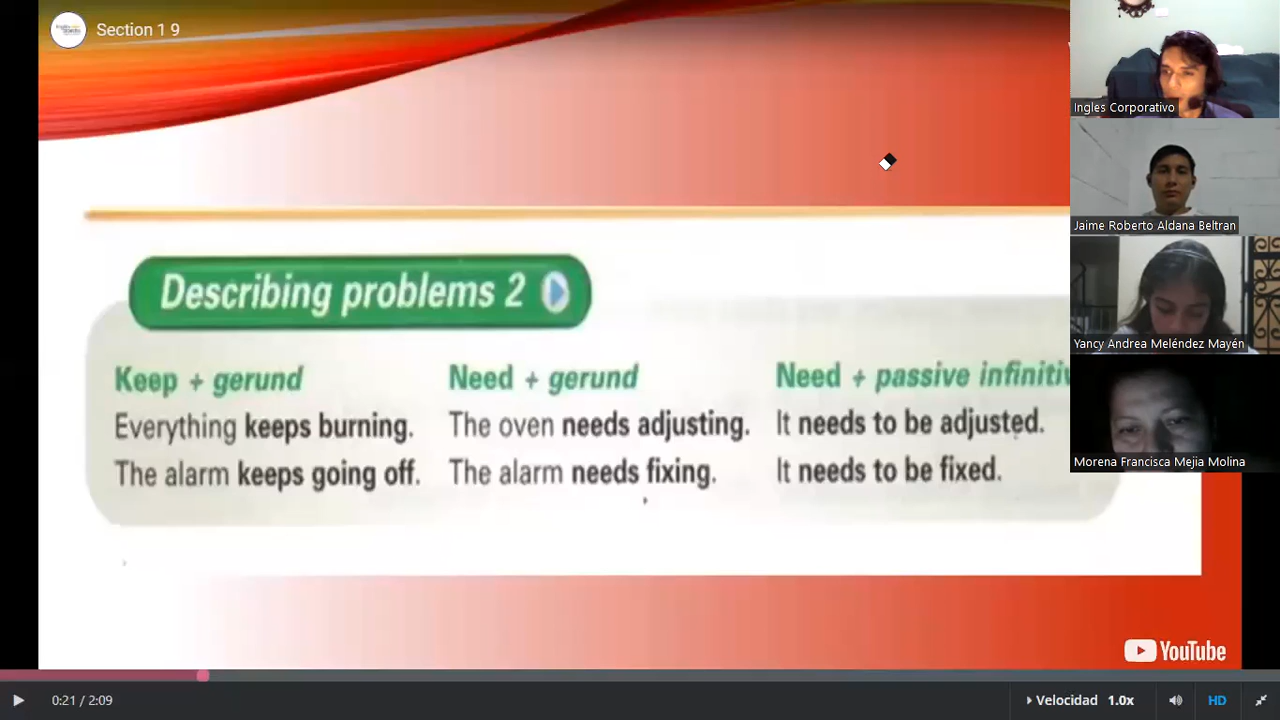 Section 1 9
Ingles Corporativo
Jaime Roberto Aldana Beltran
Yancy Andrea Meléndez Mayén
Morena Francisca Mejia Molina
Describing problems 2
Keep + gerund
Everything keeps burning.
The alarm keeps going off.
Need + gerund
The oven needs adjusting.
The alarm needs fixing.
Need + passive infinitiv
It needs to be adjusted.
It needs to be fixed.
YouTube
0:21 / 2:09
Velocidad 1.0x
HD